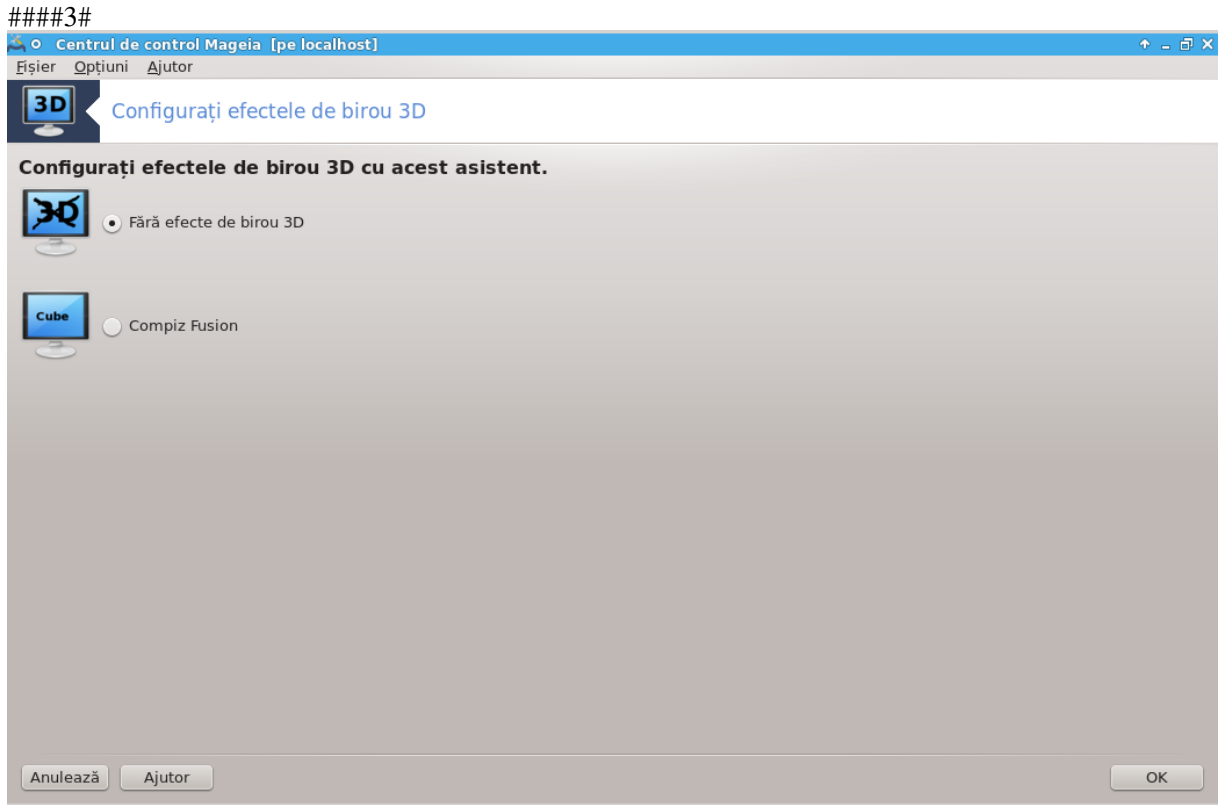 ####3#
Centrul de control Mageia [pe localhost]
Fișier Opțiuni Ajutor
3D Configurați efectele de birou 3D
Configurați efectele de birou 3D cu acest asistent.
3D Fără efecte de birou 3D
Cube Compiz Fusion
Anulează Ajutor OK